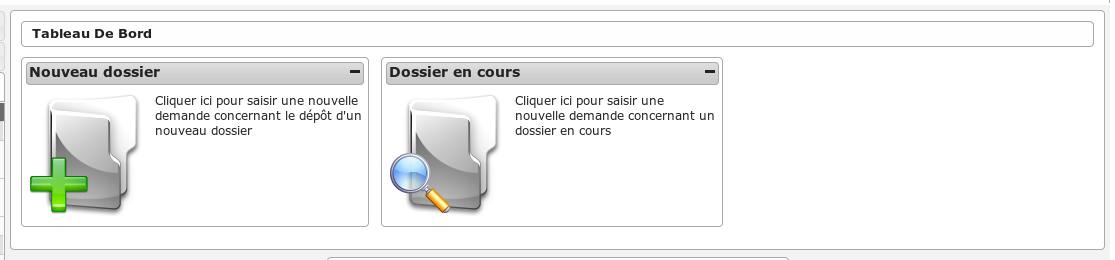 Tableau De Bord
Nouveau dossier
Cliquer ici pour saisir une nouvelle
demande concernant le dépôt d'un
nouveau dossier
Dossier en cours
Cliquer ici pour saisir une
nouvelle demande concernant un
dossier en cours